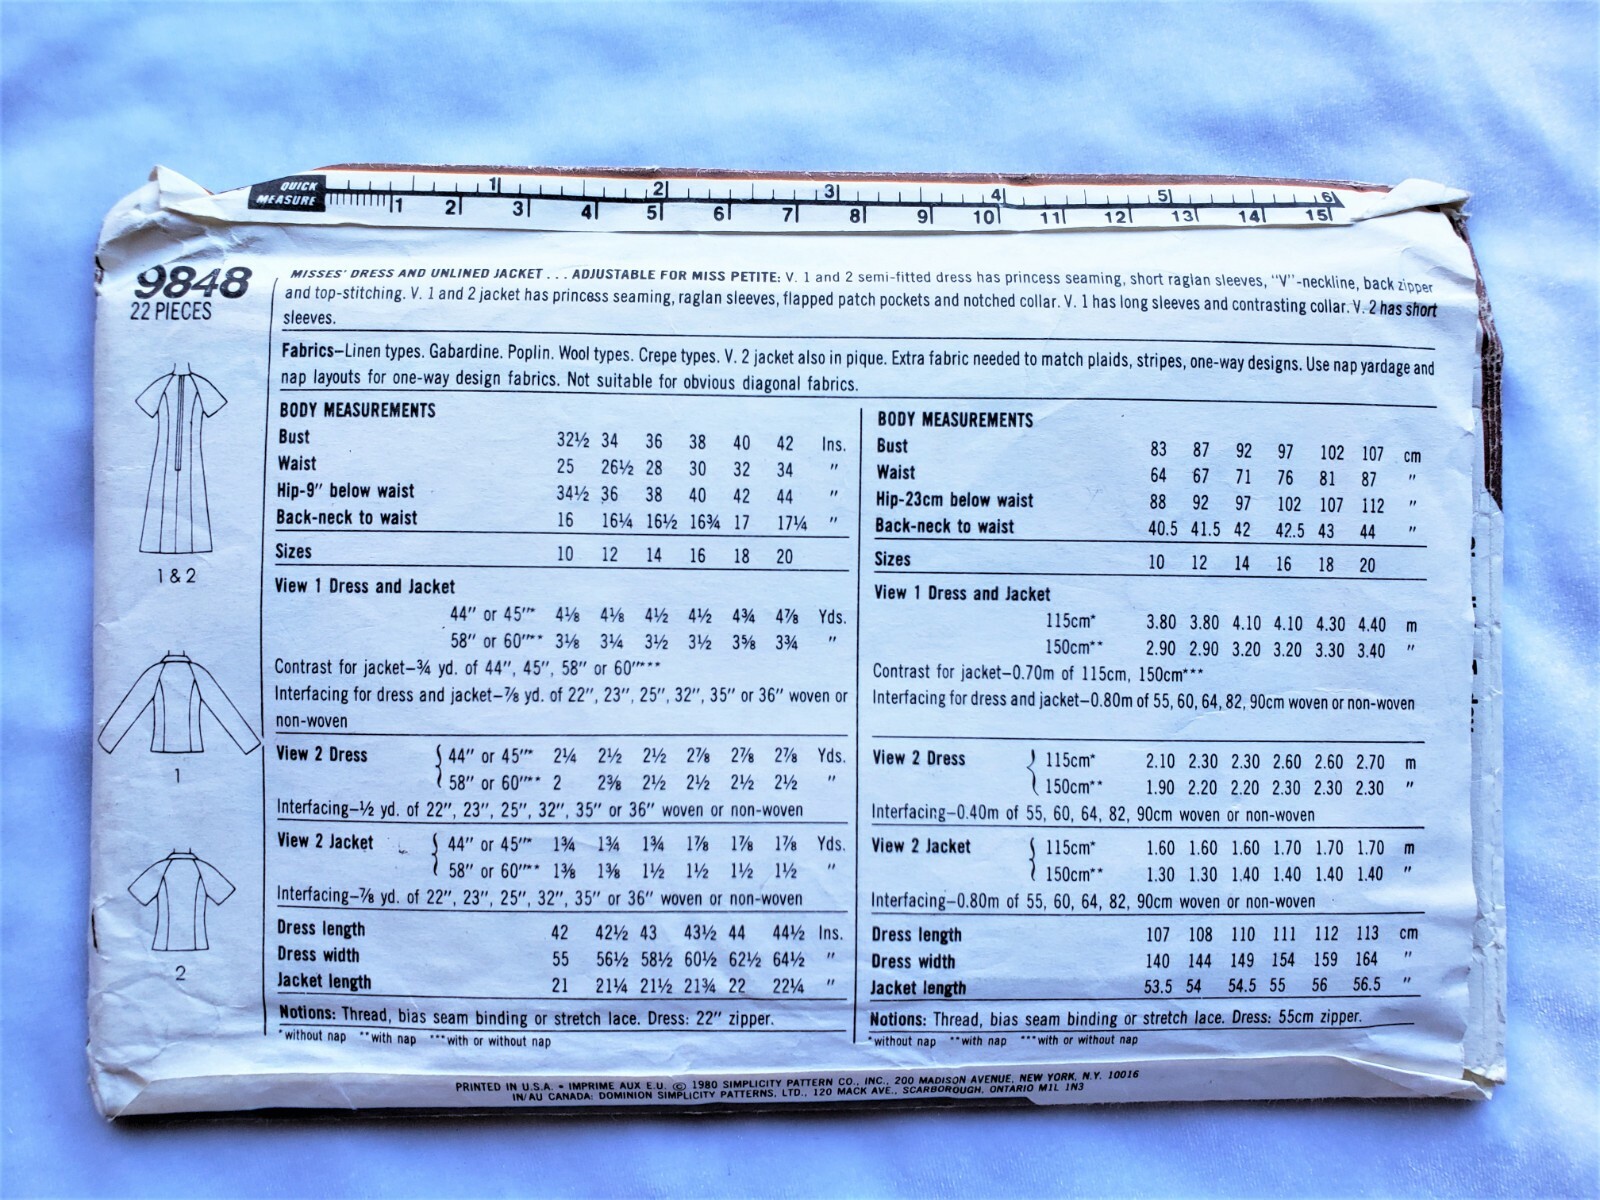 QUICK 1 2 3 4 5 6
MEASURE 1 2 3 4 5 6 7 8 9 10 11 12 13 14 15
9848
22 PIECES
MISSES' DRESS AND UNLINED JACKET . . . ADJUSTABLE FOR MISS PETITE: V. 1 and 2 semi-fitted dress has princess seaming, short raglan sleeves, "V"-neckline, back zipper
and top-stitching. V. 1 and 2 jacket has princess seaming, raglan sleeves, flapped patch pockets and notched collar. V. 1 has long sleeves and contrasting collar. V. 2 has short
sleeves.
Fabrics—Linen types. Gabardine. Poplin. Wool types. Crepe types. V. 2 jacket also in pique. Extra fabric needed to match plaids, stripes, one-way designs. Use nap yardage and
nap layouts for one-way design fabrics. Not suitable for obvious diagonal fabrics.
1 & 2
1
2
BODY MEASUREMENTS
Bust 32½ 34 36 38 40 42 Ins.
Waist 25 26½ 28 30 32 34 "
Hip-9" below waist 34½ 36 38 40 42 44 "
Back-neck to waist 16 16¼ 16½ 16¾ 17 17¼ "
Sizes 10 12 14 16 18 20
View 1 Dress and Jacket
44" or 45"* 4⅛ 4⅛ 4½ 4½ 4¾ 4⅞ Yds.
58" or 60"** 3⅛ 3¼ 3½ 3½ 3⅝ 3¾ "
Contrast for jacket—¾ yd. of 44", 45", 58" or 60"***
Interfacing for dress and jacket—⅞ yd. of 22", 23", 25", 32", 35" or 36" woven or
non-woven
View 2 Dress { 44" or 45"* 2¼ 2½ 2½ 2⅞ 2⅞ 2⅞ Yds.
58" or 60"** 2 2⅜ 2½ 2½ 2½ 2½ "
Interfacing—½ yd. of 22", 23", 25", 32", 35" or 36" woven or non-woven
View 2 Jacket { 44" or 45"* 1¾ 1¾ 1¾ 1⅞ 1⅞ 1⅞ Yds.
58" or 60"** 1⅜ 1⅜ 1½ 1½ 1½ 1½ "
Interfacing—⅞ yd. of 22", 23", 25", 32", 35" or 36" woven or non-woven
Dress length 42 42½ 43 43½ 44 44½ Ins.
Dress width 55 56½ 58½ 60½ 62½ 64½ "
Jacket length 21 21¼ 21½ 21¾ 22 22¼ "
Notions: Thread, bias seam binding or stretch lace. Dress: 22" zipper.
*without nap **with nap ***with or without nap
BODY MEASUREMENTS
Bust 83 87 92 97 102 107 cm
Waist 64 67 71 76 81 87 "
Hip-23cm below waist 88 92 97 102 107 112 "
Back-neck to waist 40.5 41.5 42 42.5 43 44 "
Sizes 10 12 14 16 18 20
View 1 Dress and Jacket
115cm* 3.80 3.80 4.10 4.10 4.30 4.40 m
150cm** 2.90 2.90 3.20 3.20 3.30 3.40 "
Contrast for jacket—0.70m of 115cm, 150cm***
Interfacing for dress and jacket—0.80m of 55, 60, 64, 82, 90cm woven or non-woven
View 2 Dress } 115cm* 2.10 2.30 2.30 2.60 2.60 2.70 m
150cm** 1.90 2.20 2.20 2.30 2.30 2.30 "
Interfacing—0.40m of 55, 60, 64, 82, 90cm woven or non-woven
View 2 Jacket { 115cm* 1.60 1.60 1.60 1.70 1.70 1.70 m
150cm** 1.30 1.30 1.40 1.40 1.40 1.40 "
Interfacing—0.80m of 55, 60, 64, 82, 90cm woven or non-woven
Dress length 107 108 110 111 112 113 cm
Dress width 140 144 149 154 159 164 "
Jacket length 53.5 54 54.5 55 56 56.5 "
Notions: Thread, bias seam binding or stretch lace. Dress: 55cm zipper.
*without nap **with nap ***with or without nap
PRINTED IN U.S.A. • IMPRIME AUX E.U. © 1980 SIMPLICITY PATTERN CO., INC., 200 MADISON AVENUE, NEW YORK, N.Y. 10016
IN/AU CANADA: DOMINION SIMPLICITY PATTERNS, LTD., 120 MACK AVE., SCARBOROUGH, ONTARIO M1L 1N3